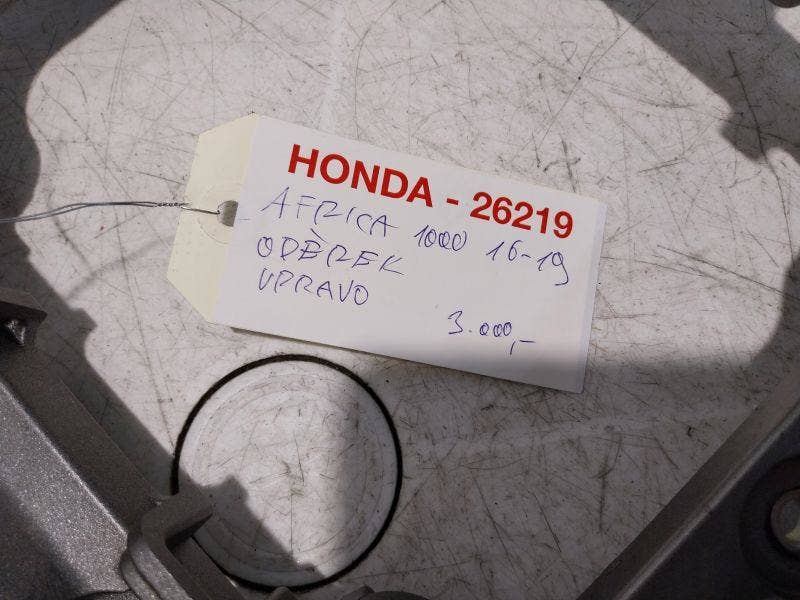 HONDA - 26219
AFRICA 1000 16-19
ODĚREK
VPRAVO
3.000,-